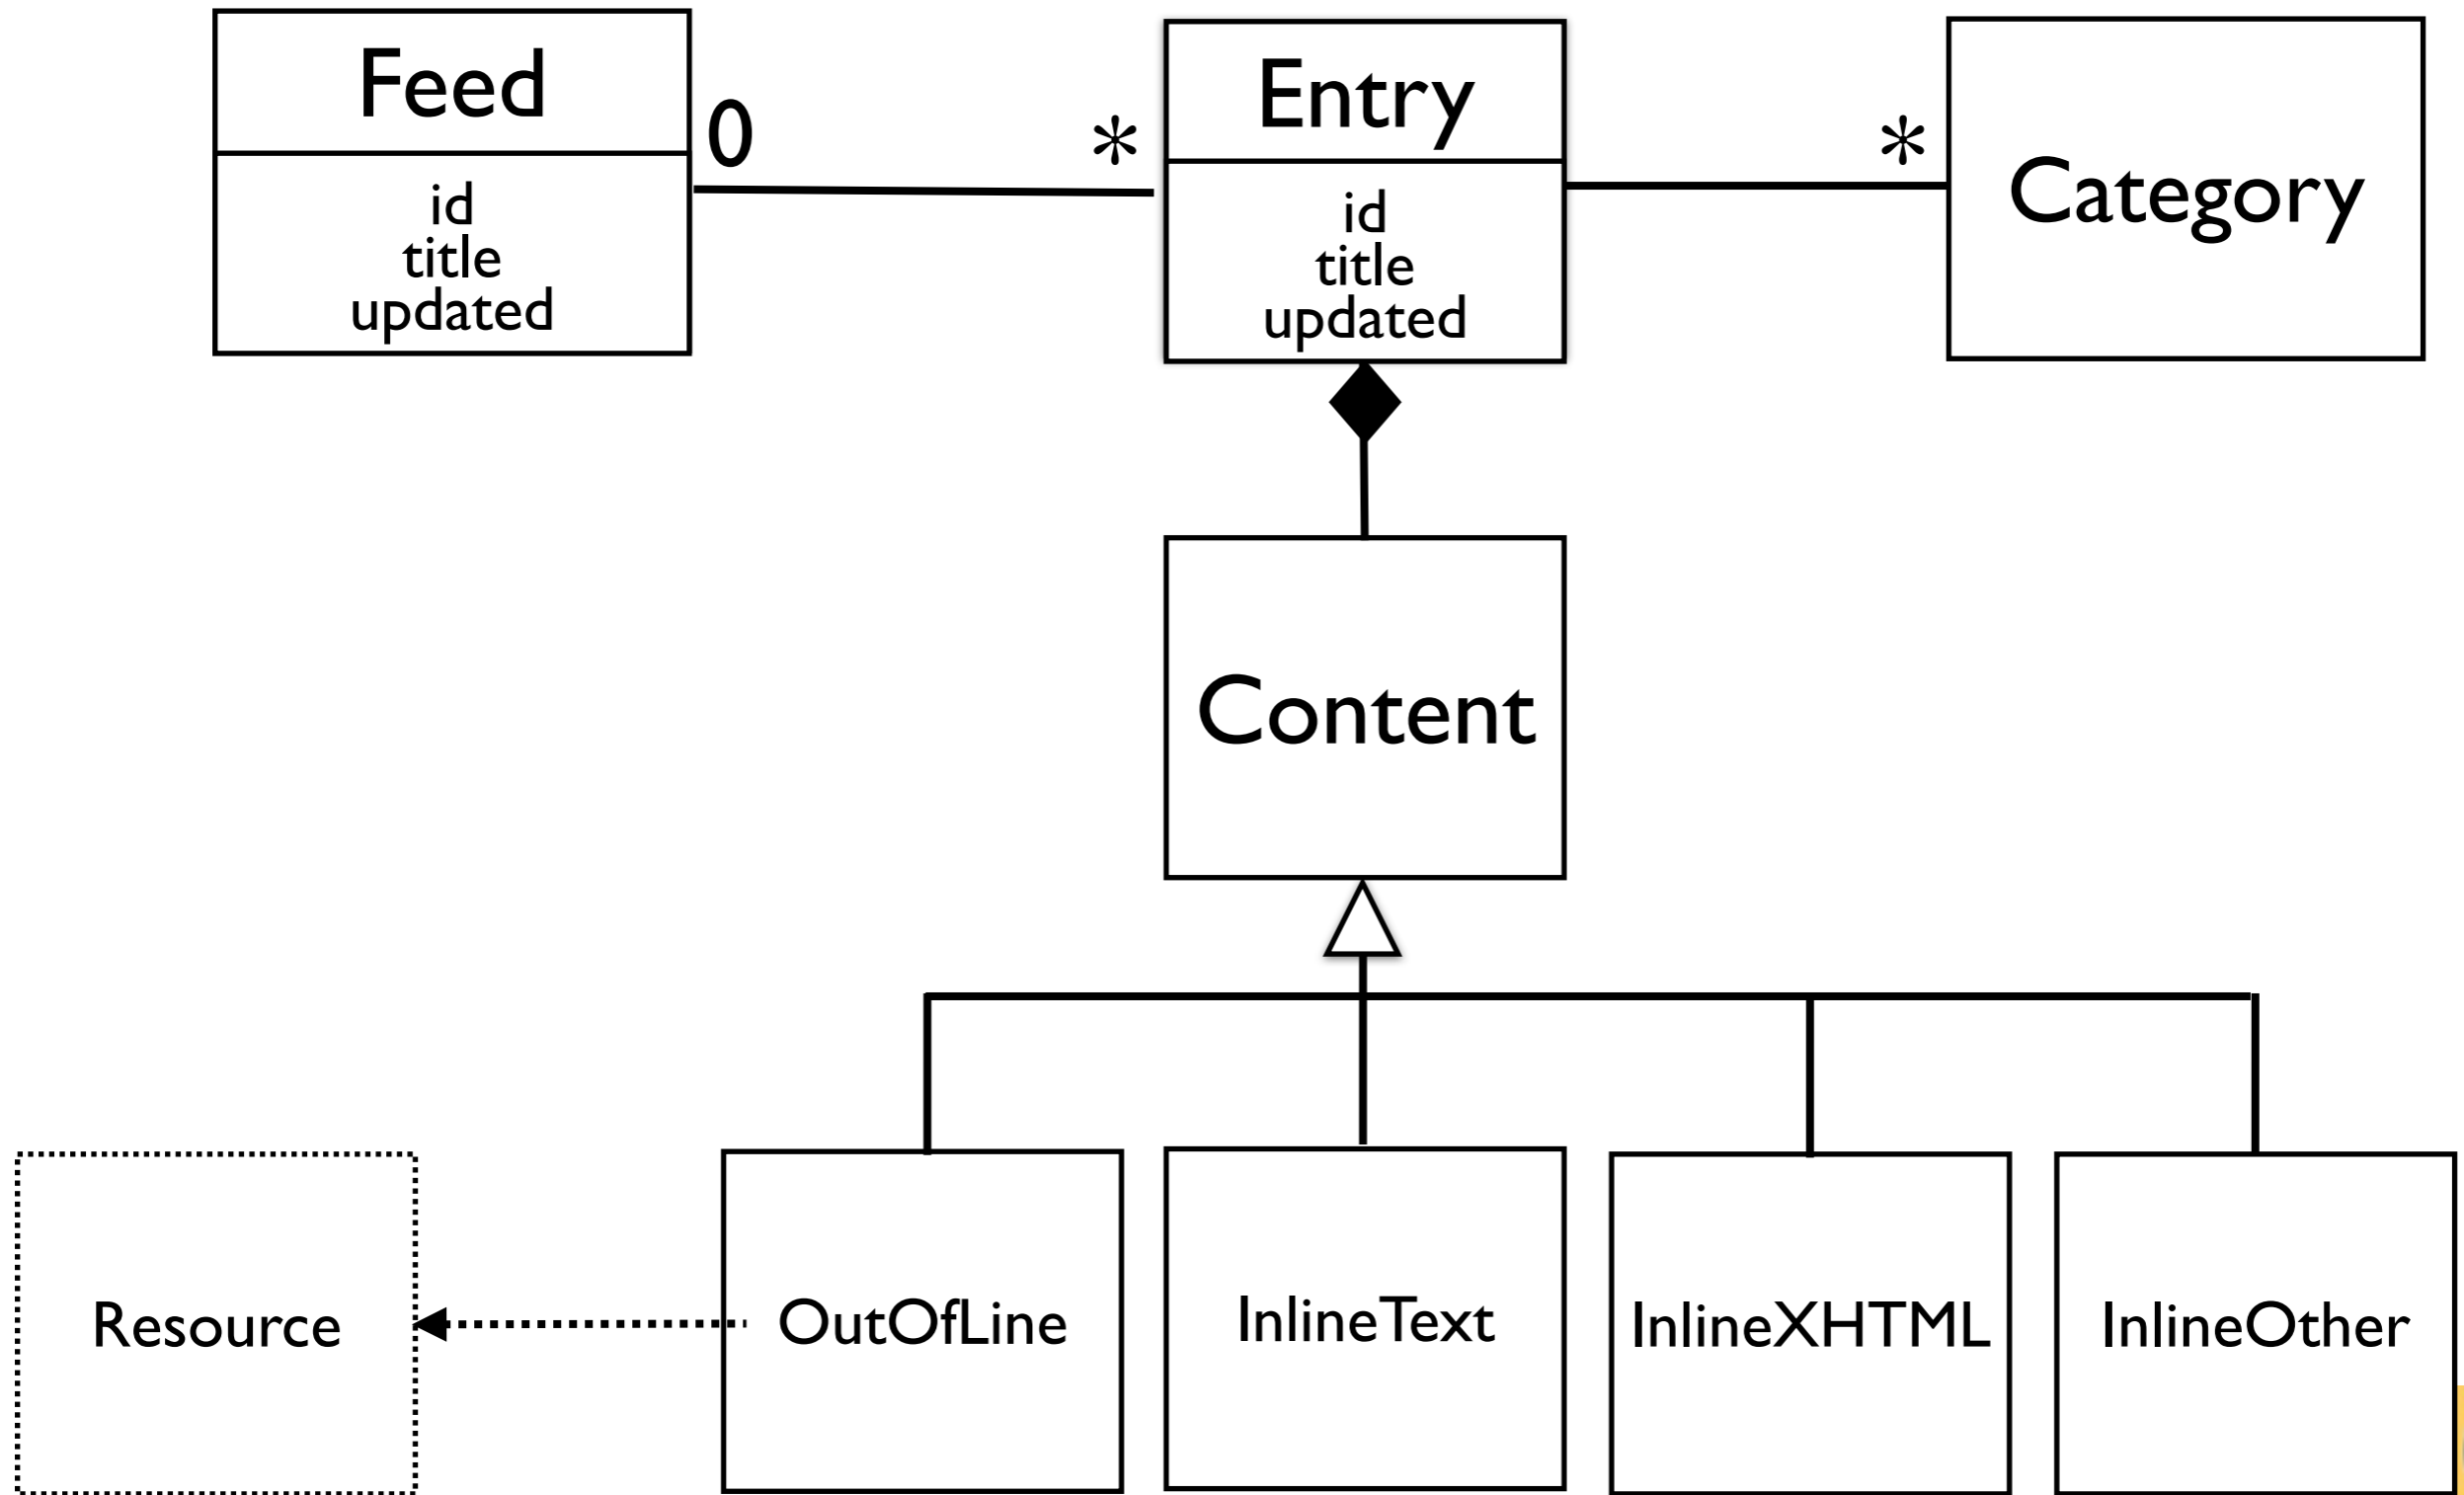 Feed
id
title
updated
0
*
Entry
id
title
updated
*
Category
Content
Resource
OutOfLine
InlineText
InlineXHTML
InlineOther